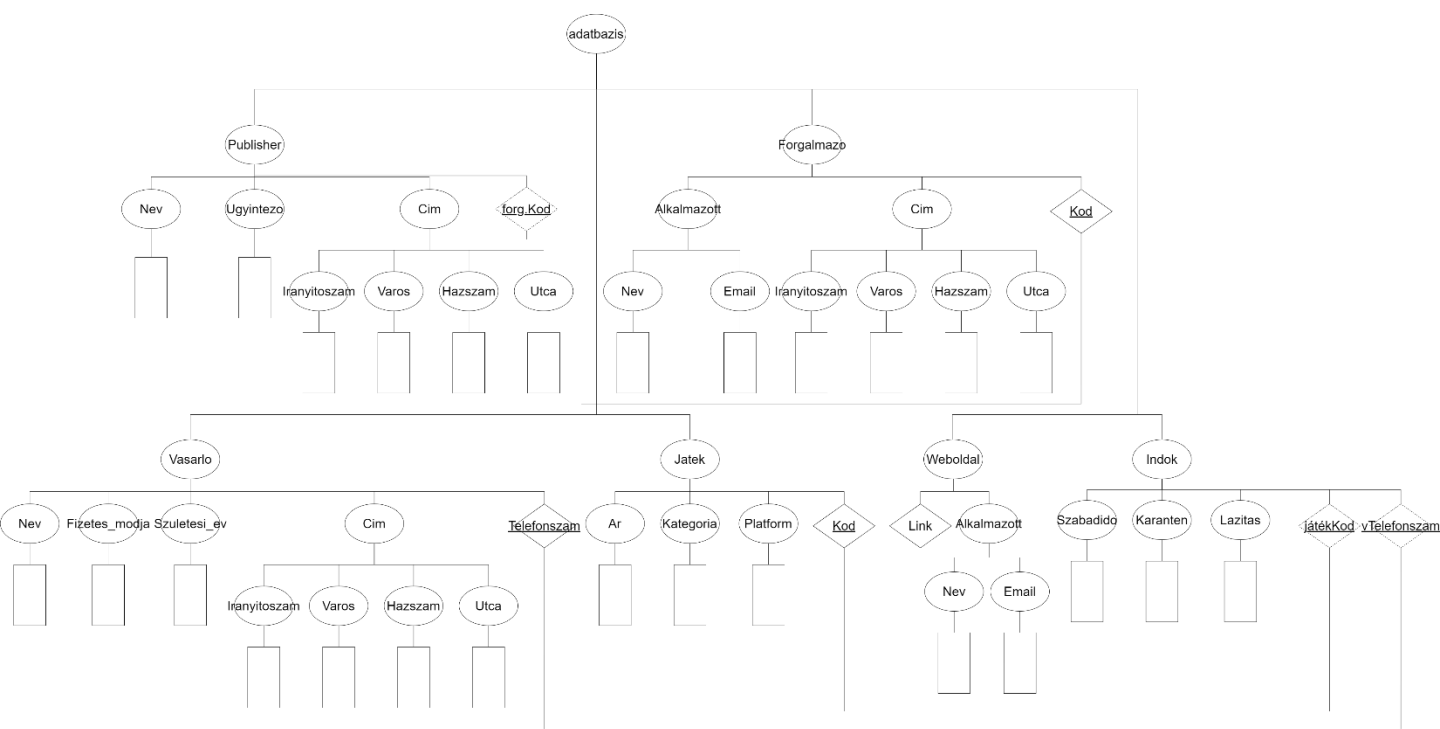 adatbazis
Publisher
Forgalmazo
Nev
Ugyintezo
Cim
forg.Kod
Alkalmazott
Cim
Kod
Iranyitoszam
Varos
Hazszam
Utca
Nev
Email
Iranyitoszam
Varos
Hazszam
Utca
Vasarlo
Jatek
Weboldal
Indok
Nev
Fizetes_modja
Szuletesi_ev
Cim
Telefonszam
Ar
Kategoria
Platform
Kod
Link
Alkalmazott
Szabadido
Karanten
Lazitas
játékKod
vTelefonszam
Iranyitoszam
Varos
Hazszam
Utca
Nev
Email